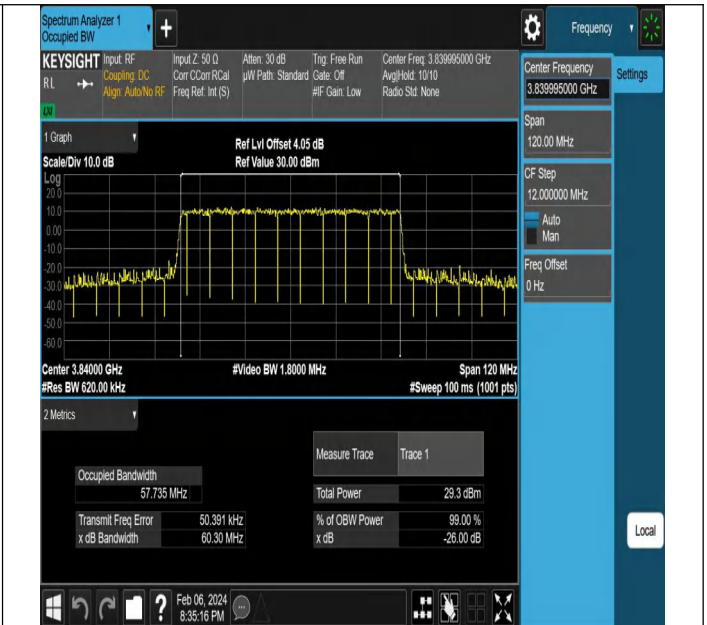 Spectrum Analyzer 1
Occupied BW
+
Frequency
KEYSIGHT
RL
Input: RF
Coupling: DC
Align: Auto/No RF
Input Z: 50 Ω
Corr CCorr RCal
Freq Ref: Int (S)
Atten: 30 dB
µW Path: Standard
Trig: Free Run
Gate: Off
#IF Gain: Low
Center Freq: 3.839995000 GHz
Avg|Hold: 10/10
Radio Std: None
Center Frequency
3.839995000 GHz
Settings
Span
120.00 MHz
CF Step
12.000000 MHz
Auto
Man
Freq Offset
0 Hz
1 Graph
Scale/Div 10.0 dB
Ref Lvl Offset 4.05 dB
Ref Value 30.00 dBm
Log
20.0
10.0
0.00
-10.0
-20.0
-30.0
-40.0
-50.0
-60.0
Center 3.84000 GHz
#Res BW 620.00 kHz
#Video BW 1.8000 MHz
Span 120 MHz
#Sweep 100 ms (1001 pts)
2 Metrics
Measure Trace Trace 1
Occupied Bandwidth
57.735 MHz
Total Power 29.3 dBm
Transmit Freq Error 50.391 kHz
% of OBW Power 99.00 %
x dB Bandwidth 60.30 MHz
x dB -26.00 dB
Local
?
Feb 06, 2024
8:35:16 PM